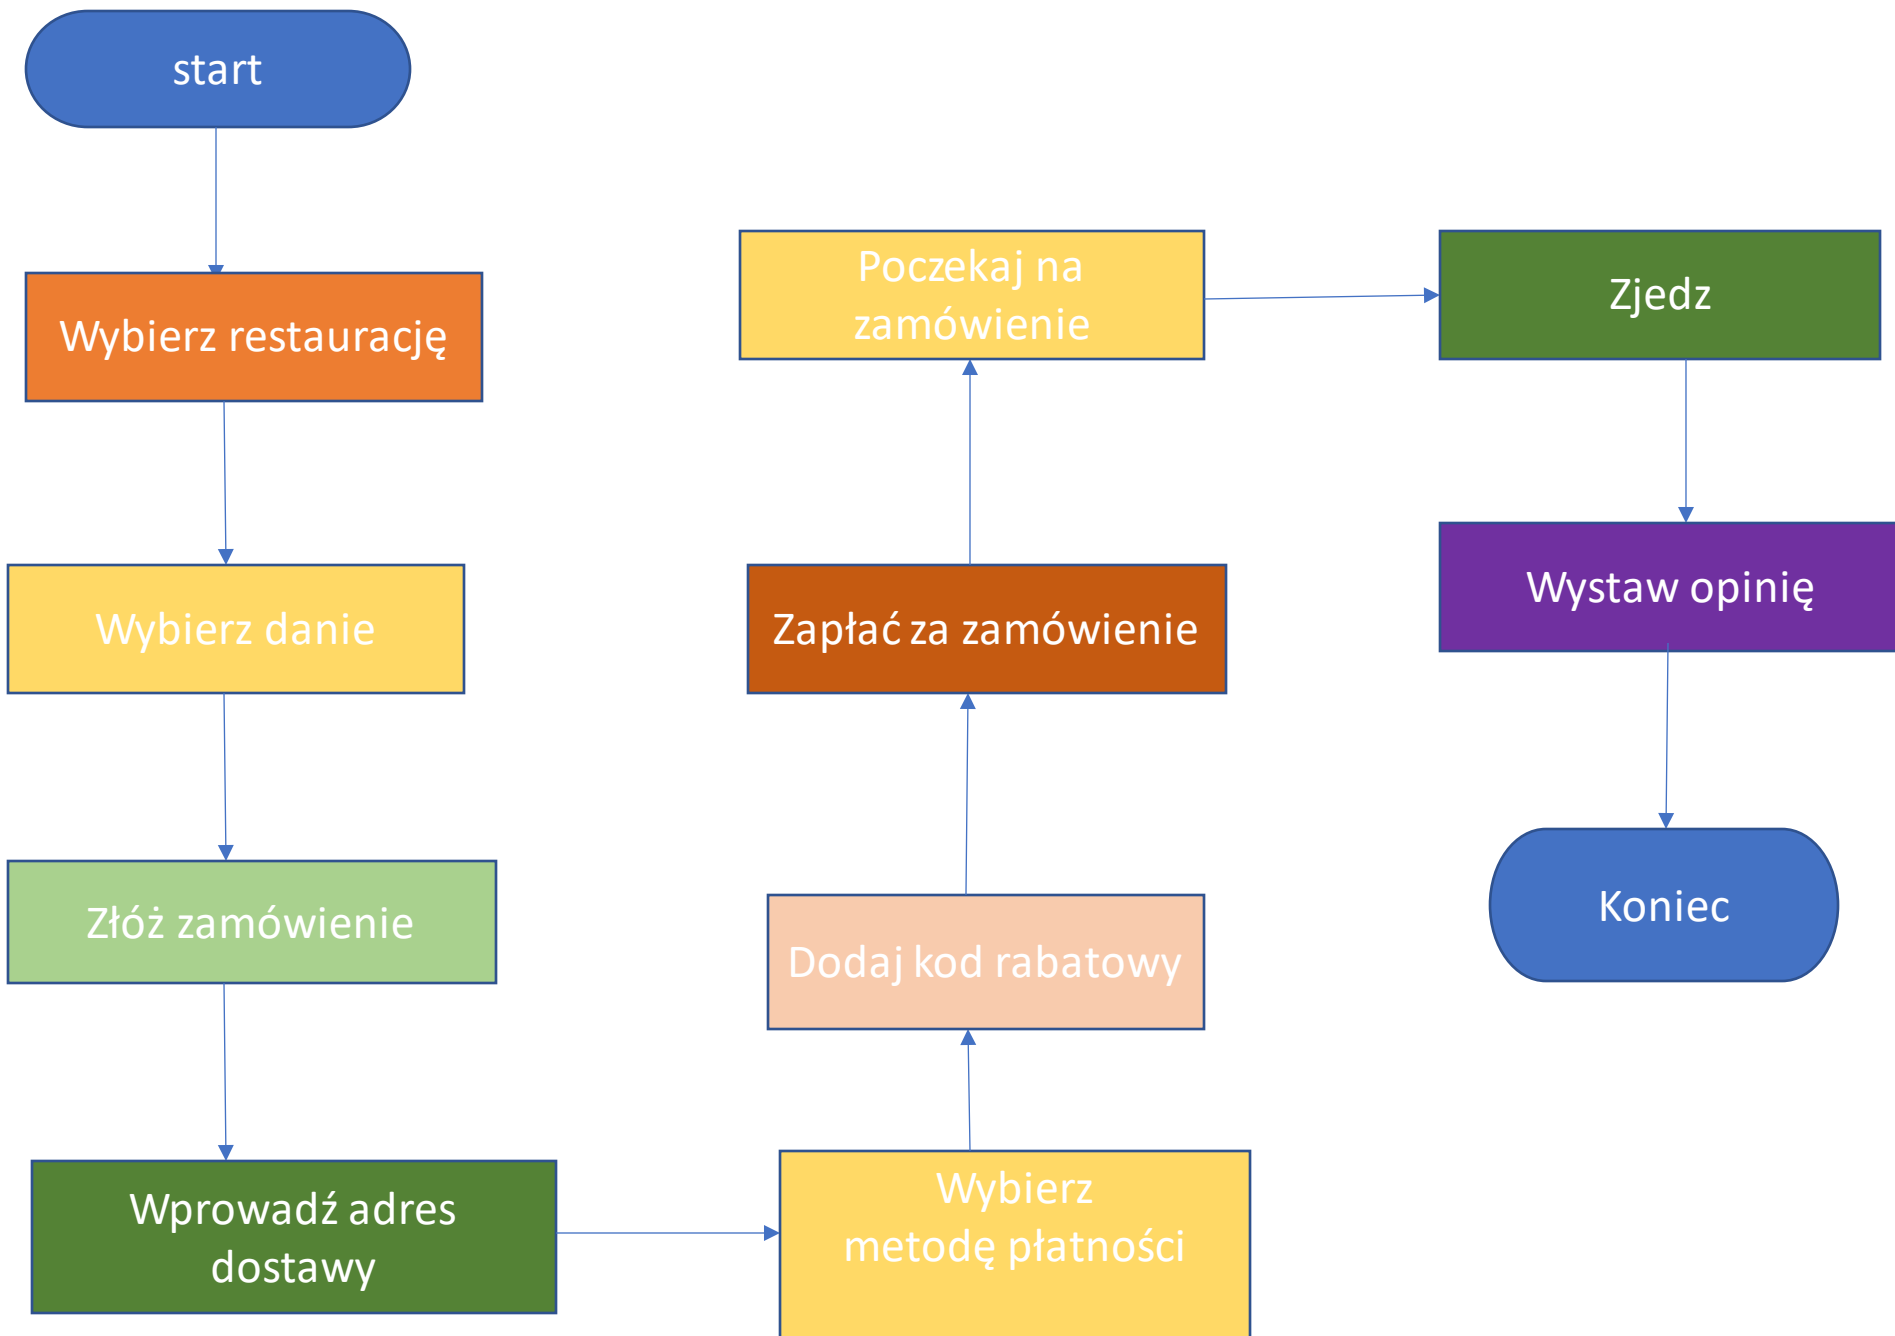 start
Wybierz restaurację
Wybierz danie
Złóż zamówienie
Wprowadź adres
dostawy
Wybierz
metodę płatności
Dodaj kod rabatowy
Zapłać za zamówienie
Poczekaj na
zamówienie
Zjedz
Wystaw opinię
Koniec